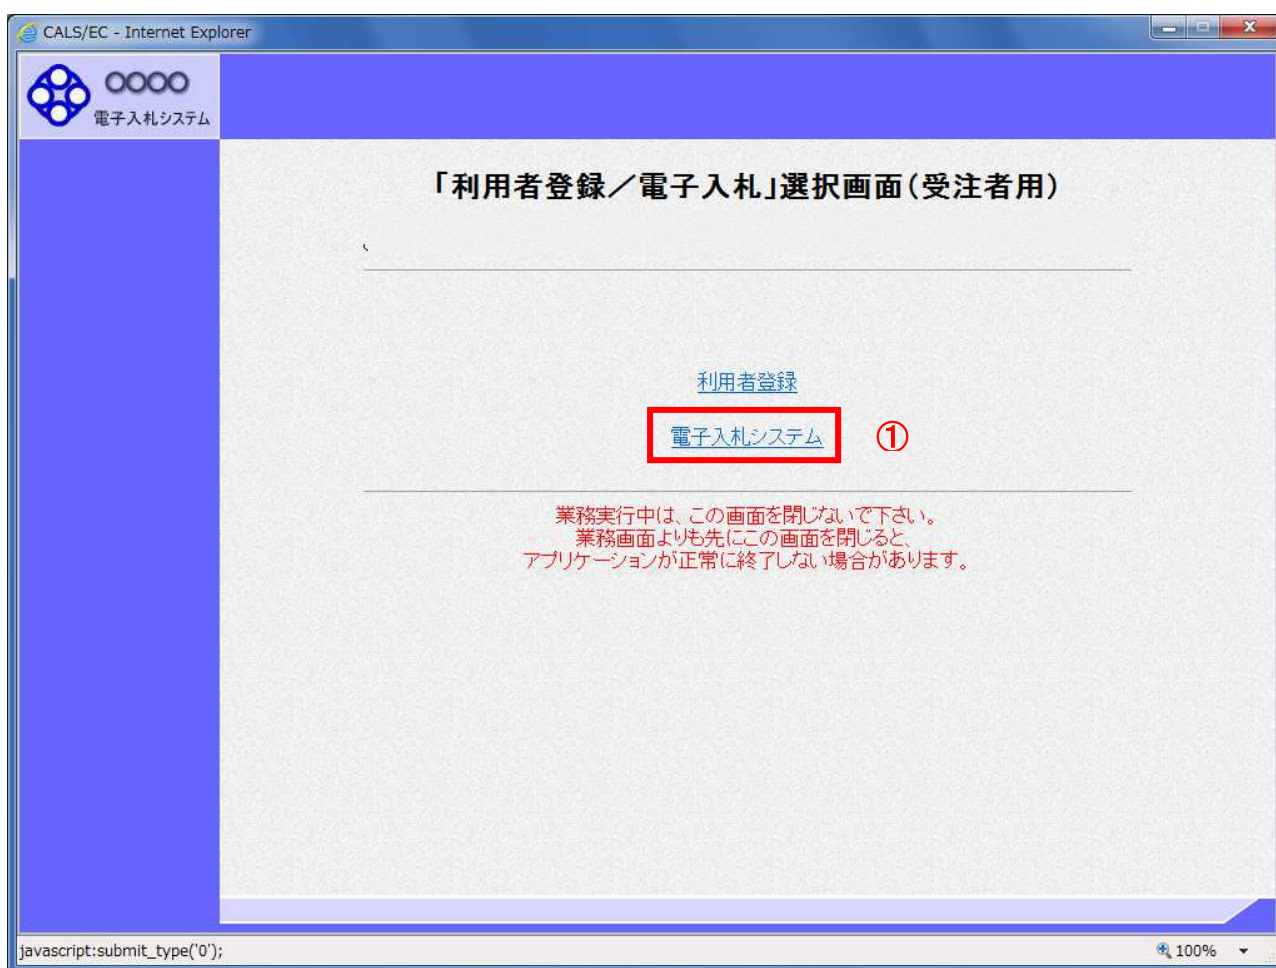 CALS/EC - Internet Explorer
○○○○
電子入札システム
「利用者登録／電子入札」選択画面（受注者用）
利用者登録
電子入札システム ①
業務実行中は、この画面を閉じないで下さい。
業務画面よりも先にこの画面を閉じると、
アプリケーションが正常に終了しない場合があります。
javascript:submit_type('0'); 100%